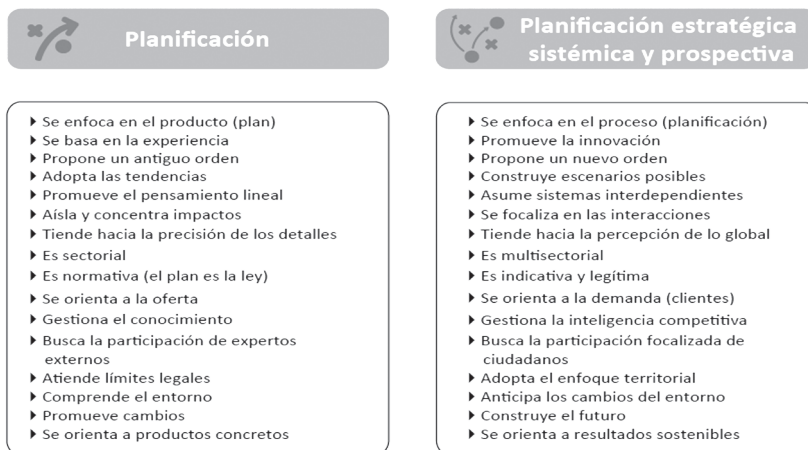 Planificación
Se enfoca en el producto (plan)
Se basa en la experiencia
Propone un antiguo orden
Adopta las tendencias
Promueve el pensamiento lineal
Aísla y concentra impactos
Tiende hacia la precisión de los detalles
Es sectorial
Es normativa (el plan es la ley)
Se orienta a la oferta
Gestiona el conocimiento
Busca la participación de expertos
externos
Atiende límites legales
Comprende el entorno
Promueve cambios
Se orienta a productos concretos
Planificación estratégica
sistémica y prospectiva
Se enfoca en el proceso (planificación)
Promueve la innovación
Propone un nuevo orden
Construye escenarios posibles
Asume sistemas interdependientes
Se focaliza en las interacciones
Tiende hacia la percepción de lo global
Es multisectorial
Es indicativa y legítima
Se orienta a la demanda (clientes)
Gestiona la inteligencia competitiva
Busca la participación focalizada de
ciudadanos
Adopta el enfoque territorial
Anticipa los cambios del entorno
Construye el futuro
Se orienta a resultados sostenibles